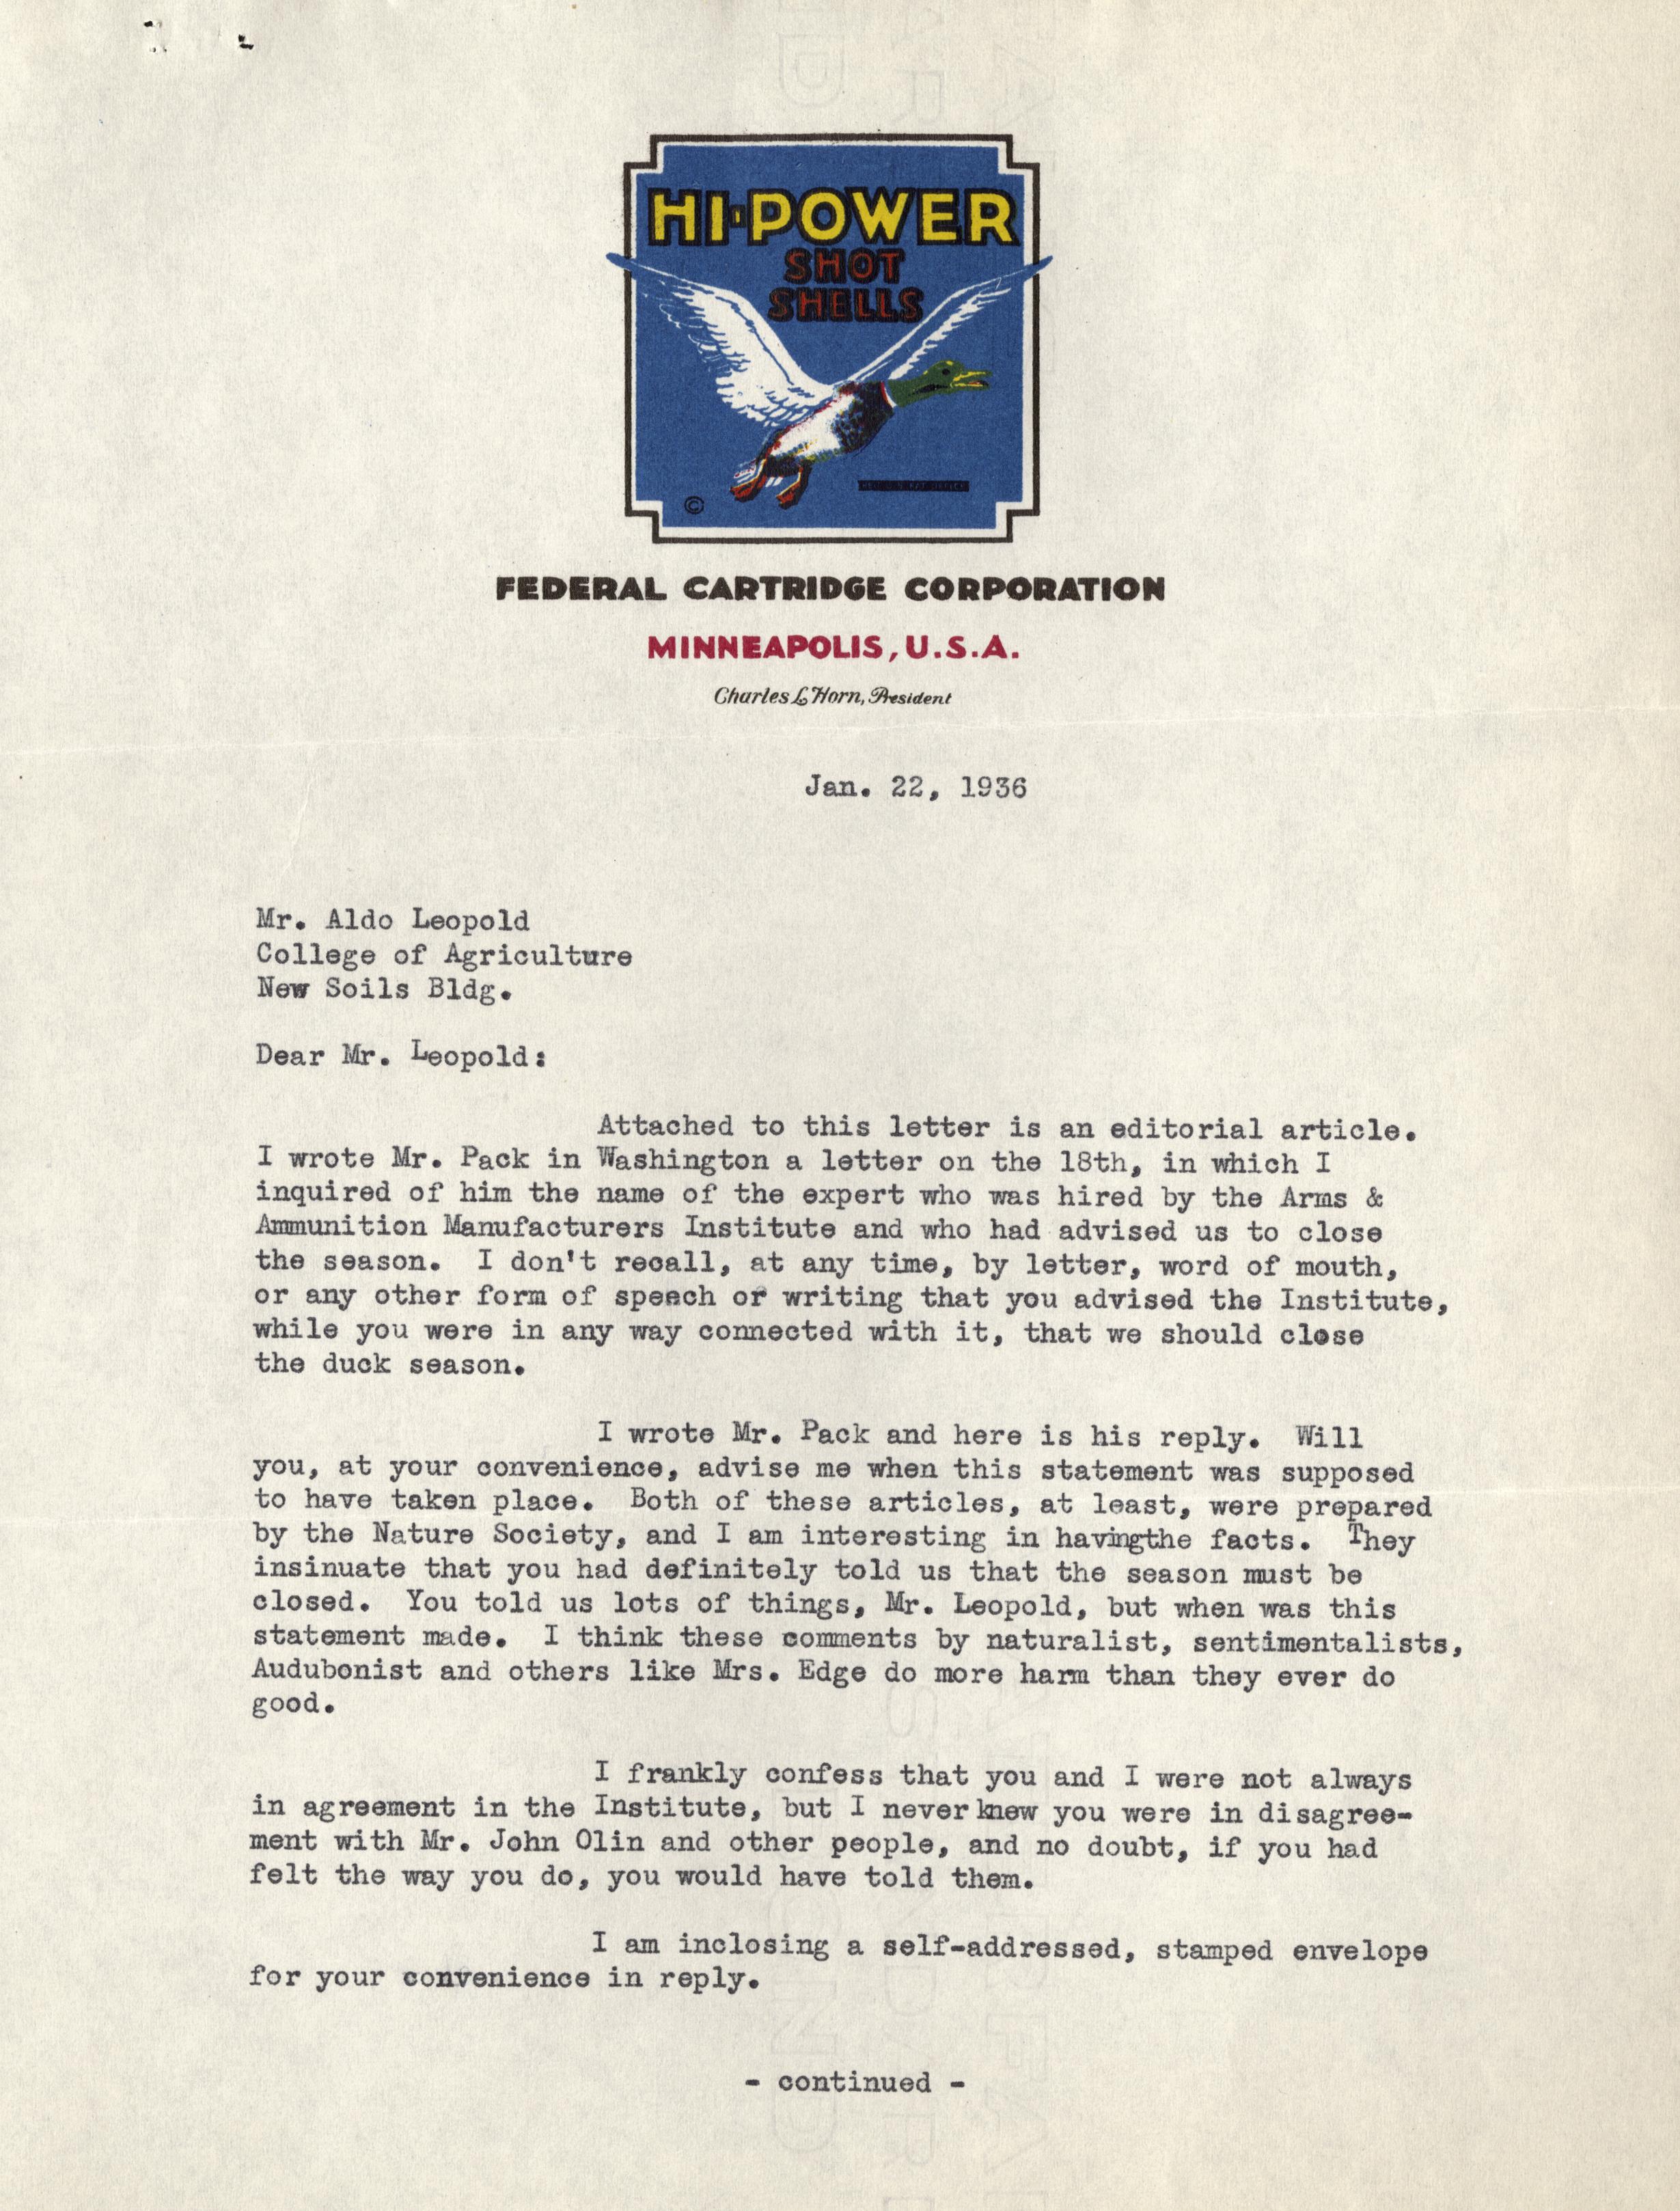 HI-POWER
SHOT
SHELLS
REG. U.S. PAT. OFFICE
©
FEDERAL CARTRIDGE CORPORATION
MINNEAPOLIS, U.S.A.
Charles L. Horn, President
Jan. 22, 1936
Mr. Aldo Leopold
College of Agriculture
New Soils Bldg.
Dear Mr. Leopold:
Attached to this letter is an editorial article.
I wrote Mr. Pack in Washington a letter on the 18th, in which I
inquired of him the name of the expert who was hired by the Arms &
Ammunition Manufacturers Institute and who had advised us to close
the season. I don't recall, at any time, by letter, word of mouth,
or any other form of speech or writing that you advised the Institute,
while you were in any way connected with it, that we should close
the duck season.
I wrote Mr. Pack and here is his reply. Will
you, at your convenience, advise me when this statement was supposed
to have taken place. Both of these articles, at least, were prepared
by the Nature Society, and I am interesting in havingthe facts. They
insinuate that you had definitely told us that the season must be
closed. You told us lots of things, Mr. Leopold, but when was this
statement made. I think these comments by naturalist, sentimentalists,
Audubonist and others like Mrs. Edge do more harm than they ever do
good.
I frankly confess that you and I were not always
in agreement in the Institute, but I never knew you were in disagree-
ment with Mr. John Olin and other people, and no doubt, if you had
felt the way you do, you would have told them.
I am inclosing a self-addressed, stamped envelope
for your convenience in reply.
- continued -